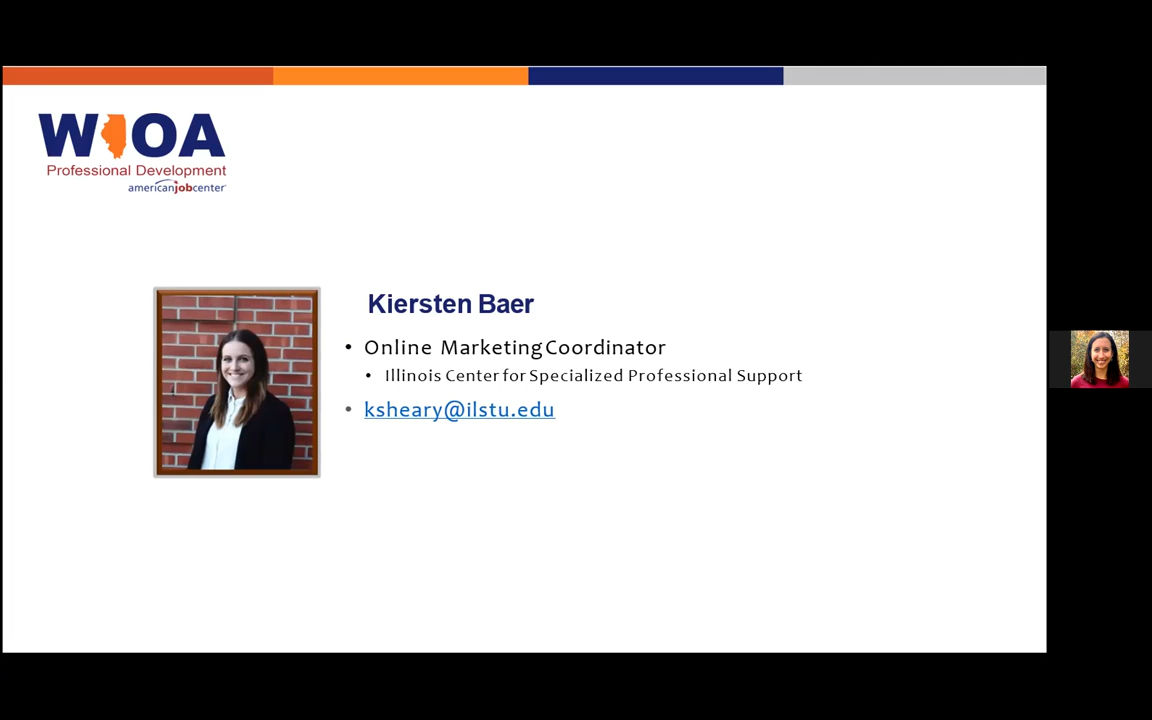 WIOA
Professional Development
americanjobcenter
Kiersten Baer
• Online Marketing Coordinator
• Illinois Center for Specialized Professional Support
• ksheary@ilstu.edu